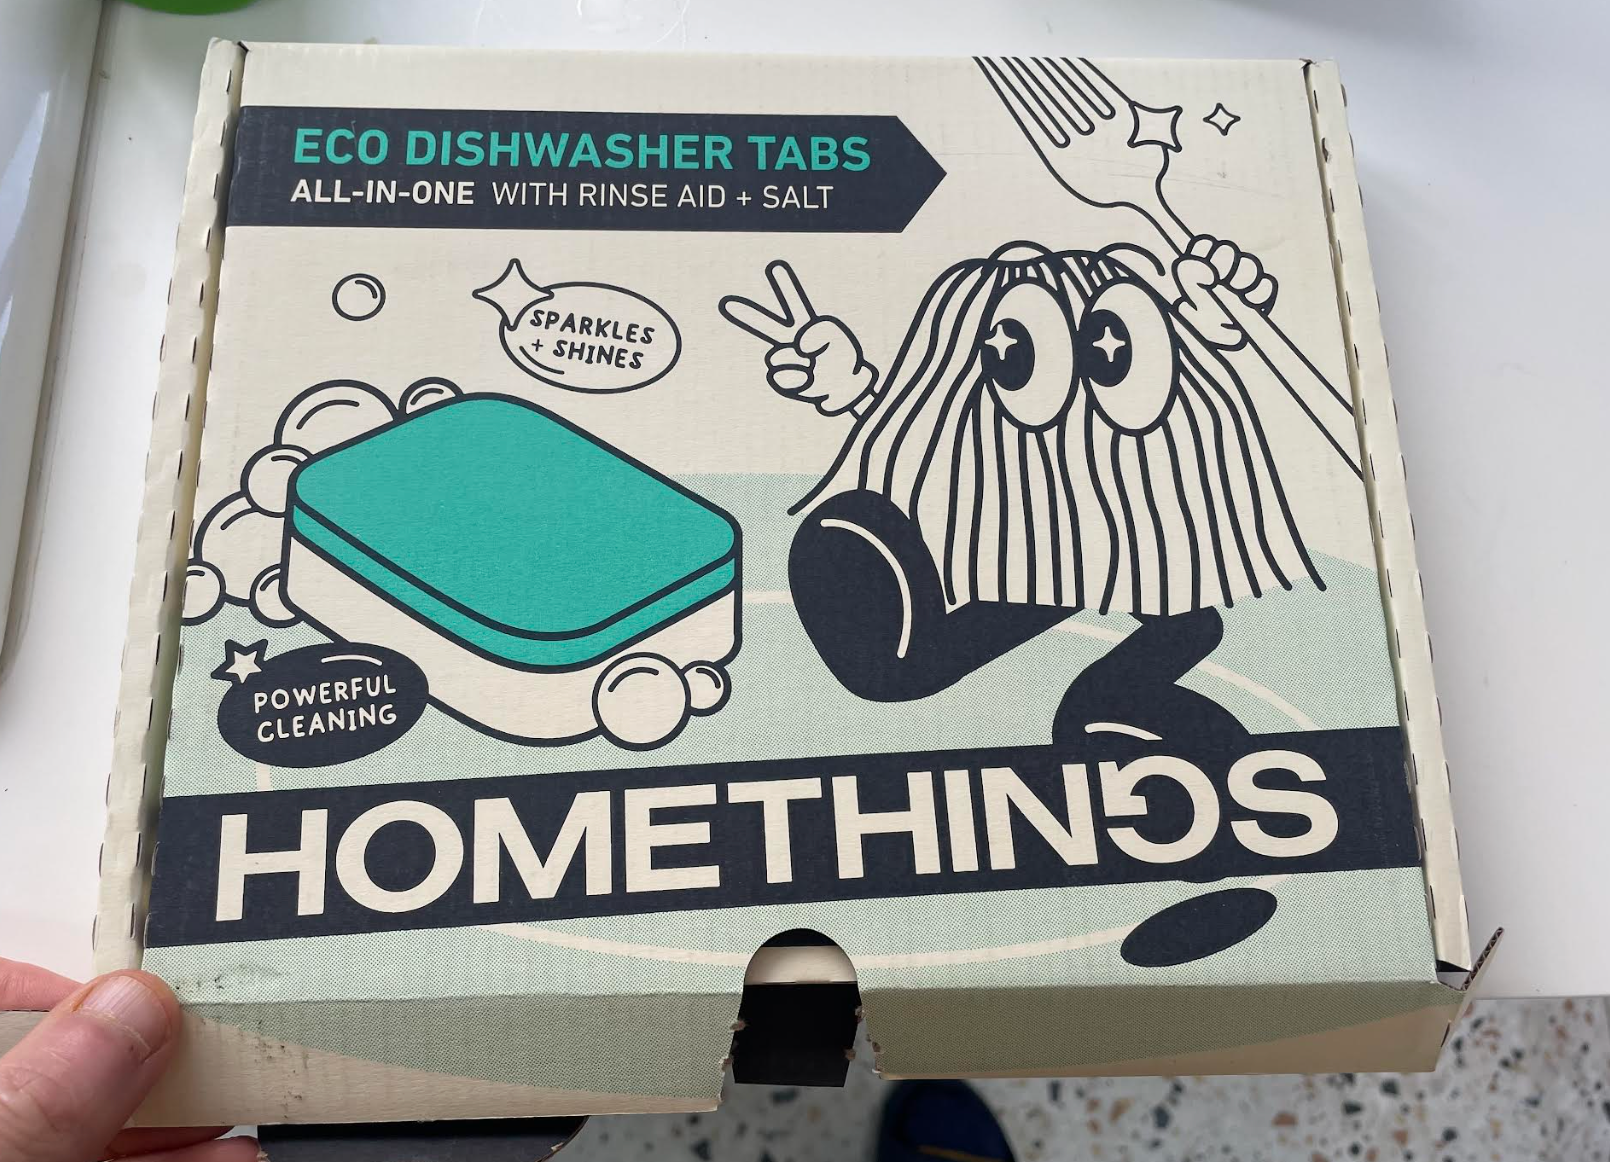 ECO DISHWASHER TABS
ALL-IN-ONE WITH RINSE AID + SALT
SPARKLES
+ SHINES
POWERFUL
CLEANING
HOMETHINGS